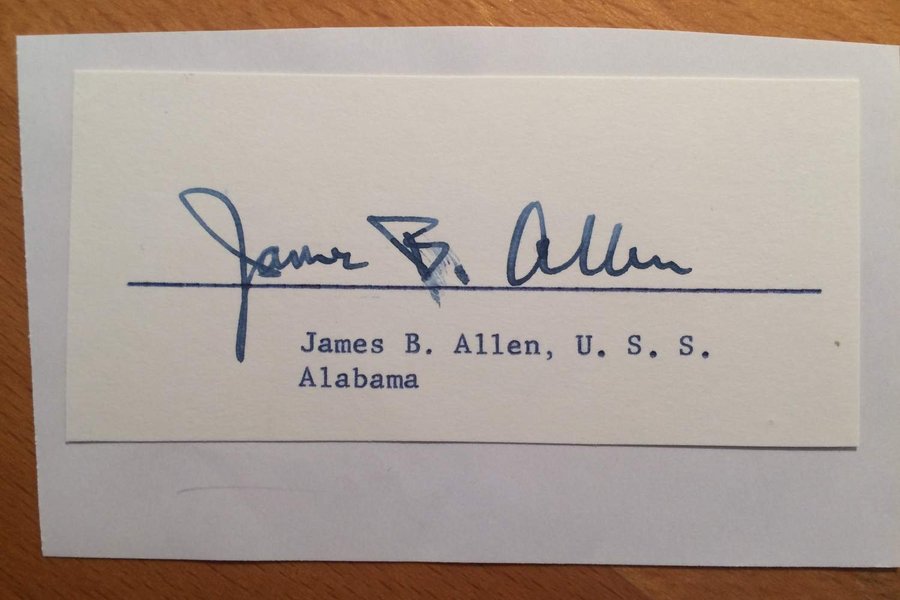 James B. Allen
James B. Allen, U. S. S.
Alabama